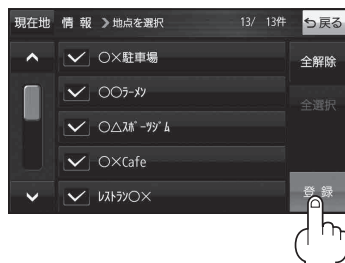 現在地 情報 ❯地点を選択 13/ 13件 戻る
○×駐車場
全解除
○○ﾗｰﾒﾝ
全選択
○△ｽﾎﾟｰﾂｼﾞﾑ
○×Cafe
ﾚｽﾄﾗﾝ○×
登録